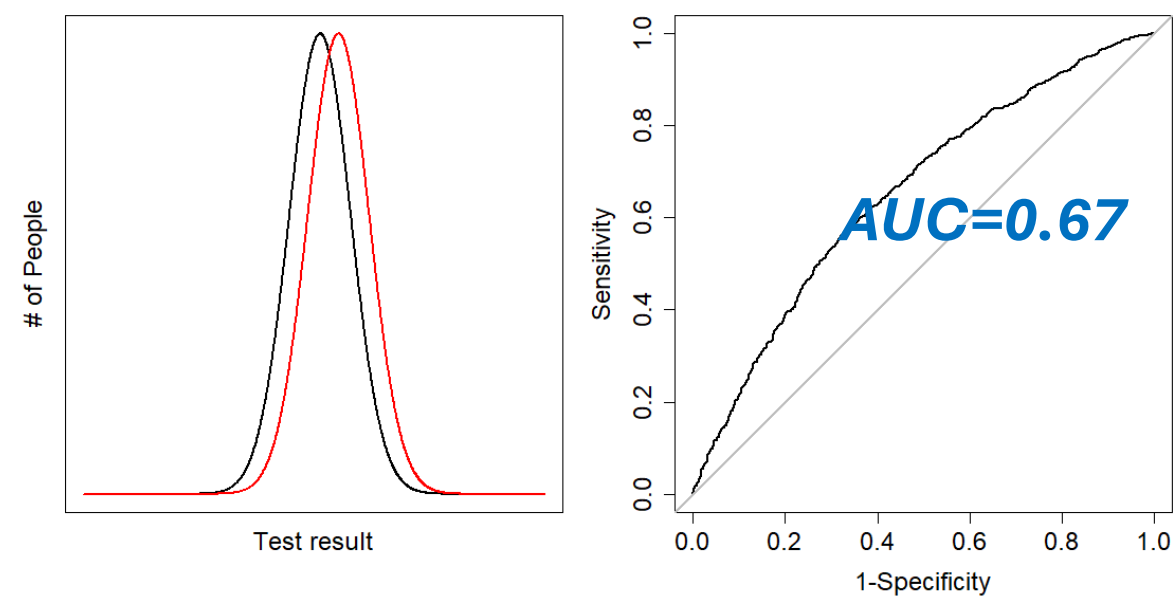 # of People
Test result
Sensitivity
1.0
0.8
0.6
0.4
0.2
0.0
AUC=0.67
0.0 0.2 0.4 0.6 0.8 1.0
1-Specificity